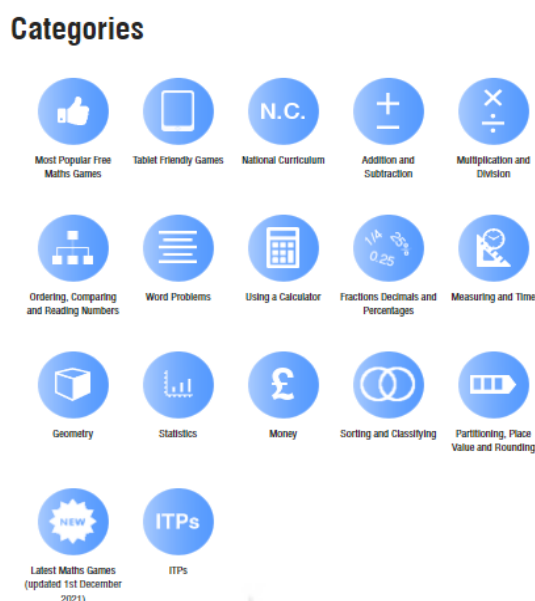 Categories
N.C.
Most Popular Free
Maths Games
Tablet Friendly Games
National Curriculum
Addition and
Subtraction
Multiplication and
Division
1/4 25%
0.25
Ordering, Comparing
and Reading Numbers
Word Problems
Using a Calculator
Fractions Decimals and
Percentages
Measuring and Time
£
Geometry
Statistics
Money
Sorting and Classifying
Partitioning, Place
Value and Rounding
NEW
ITPs
Latest Maths Games
(updated 1st December
2021)
ITPs